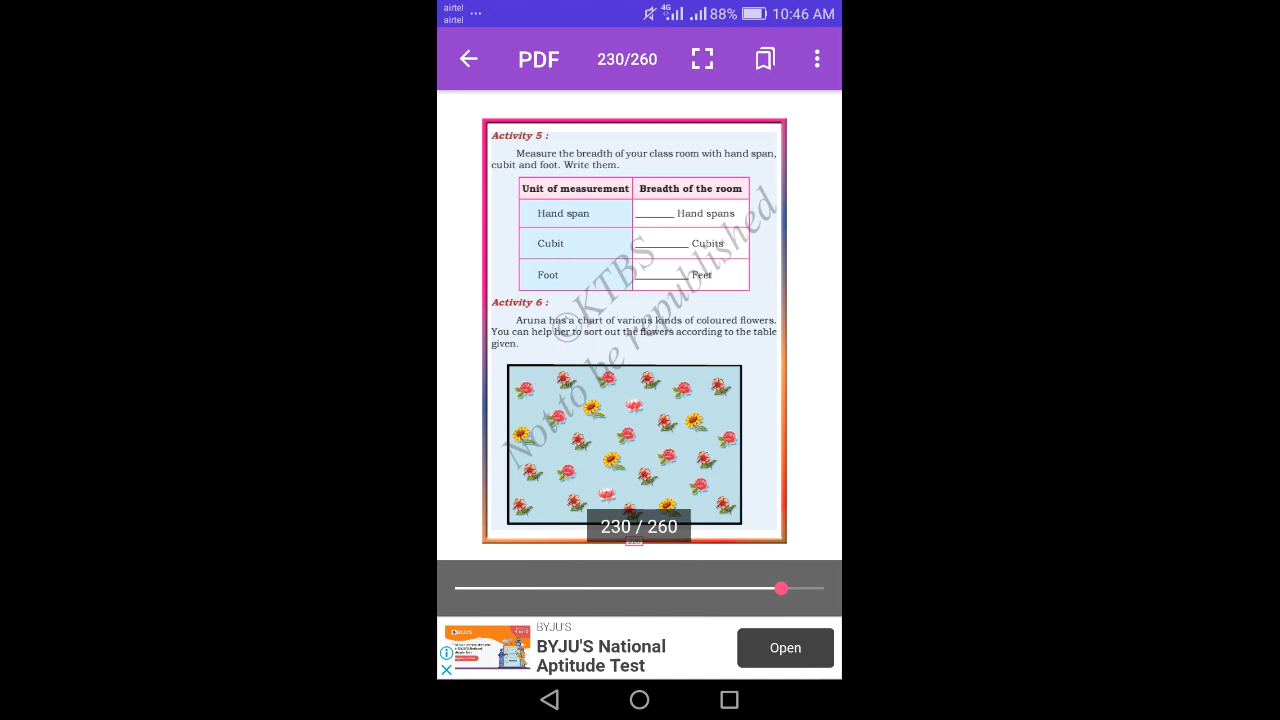 airtel
airtel
4G
88%
10:46 AM
PDF
230/260
Activity 5 :
Measure the breadth of your class room with hand span,
cubit and foot. Write them.
Unit of measurement Breadth of the room
Hand span ______ Hand spans
Cubit ________ Cubits
Foot ________ Feet
Activity 6 :
Aruna has a chart of various kinds of coloured flowers.
You can help her to sort out the flowers according to the table
given.
©KTBS
Not to be republished
230 / 260
BYJU'S
BYJU'S National
Aptitude Test
Open